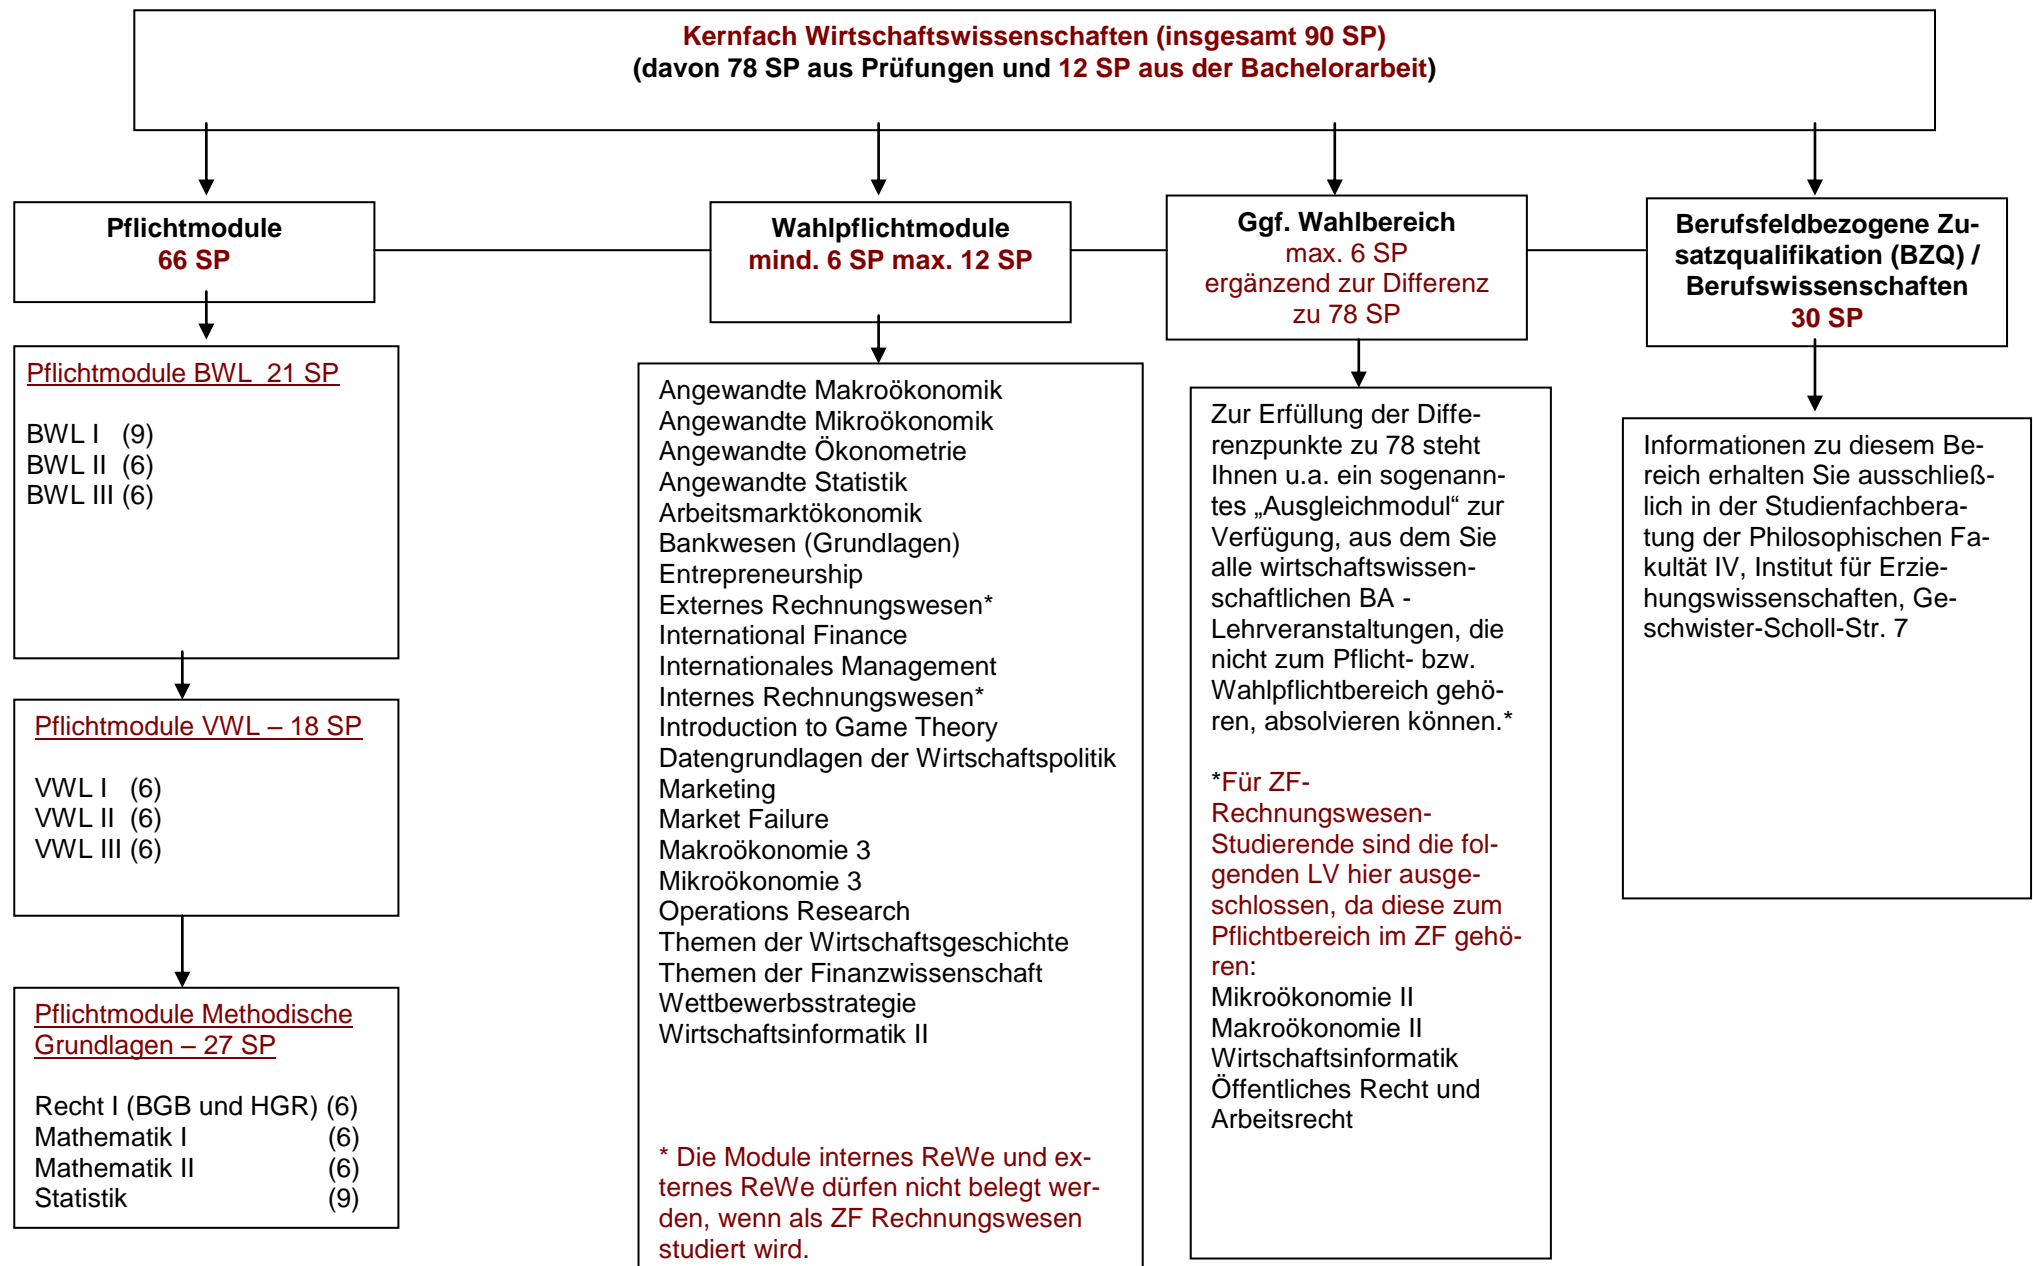 Kernfach Wirtschaftswissenschaften (insgesamt 90 SP)
(davon 78 SP aus Prüfungen und 12 SP aus der Bachelorarbeit)
Pflichtmodule
66 SP
Pflichtmodule BWL  21 SP
BWL I   (9)
BWL II  (6)
BWL III (6)
Pflichtmodule VWL – 18 SP
VWL I   (6)
VWL II  (6)
VWL III (6)
Pflichtmodule Methodische
Grundlagen – 27 SP
Recht I (BGB und HGR) (6)
Mathematik I (6)
Mathematik II (6)
Statistik (9)
Wahlpflichtmodule
mind. 6 SP max. 12 SP
Angewandte Makroökonomik
Angewandte Mikroökonomik
Angewandte Ökonometrie
Angewandte Statistik
Arbeitsmarktökonomik
Bankwesen (Grundlagen)
Entrepreneurship
Externes Rechnungswesen*
International Finance
Internationales Management
Internes Rechnungswesen*
Introduction to Game Theory
Datengrundlagen der Wirtschaftspolitik
Marketing
Market Failure
Makroökonomie 3
Mikroökonomie 3
Operations Research
Themen der Wirtschaftsgeschichte
Themen der Finanzwissenschaft
Wettbewerbsstrategie
Wirtschaftsinformatik II
* Die Module internes ReWe und ex-
ternes ReWe dürfen nicht belegt wer-
den, wenn als ZF Rechnungswesen
studiert wird.
Ggf. Wahlbereich
max. 6 SP
ergänzend zur Differenz
zu 78 SP
Zur Erfüllung der Diffe-
renzpunkte zu 78 steht
Ihnen u.a. ein sogenann-
tes „Ausgleichmodul“ zur
Verfügung, aus dem Sie
alle wirtschaftswissen-
schaftlichen BA -
Lehrveranstaltungen, die
nicht zum Pflicht- bzw.
Wahlpflichtbereich gehö-
ren, absolvieren können.*
*Für ZF-
Rechnungswesen-
Studierende sind die fol-
genden LV hier ausge-
schlossen, da diese zum
Pflichtbereich im ZF gehö-
ren:
Mikroökonomie II
Makroökonomie II
Wirtschaftsinformatik
Öffentliches Recht und
Arbeitsrecht
Berufsfeldbezogene Zu-
satzqualifikation (BZQ) /
Berufswissenschaften
30 SP
Informationen zu diesem Be-
reich erhalten Sie ausschließ-
lich in der Studienfachbera-
tung der Philosophischen Fa-
kultät IV, Institut für Erzie-
hungswissenschaften, Ge-
schwister-Scholl-Str. 7